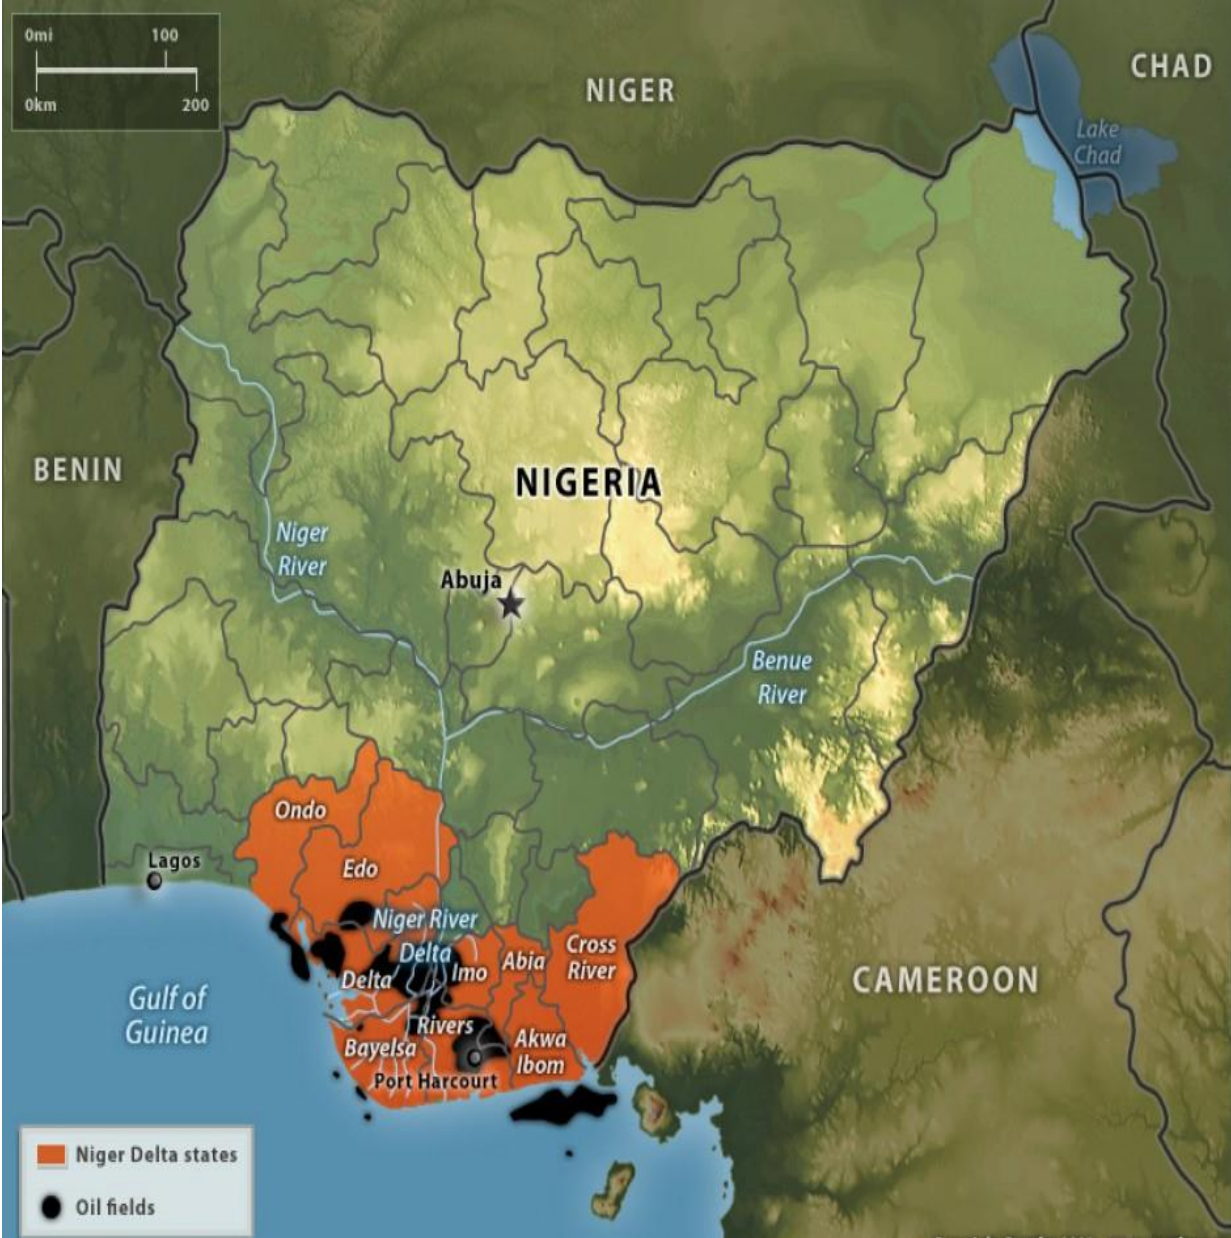 0mi 100
0km 200
NIGER
CHAD
Lake
Chad
BENIN
NIGERIA
Niger
River
Abuja
Benue
River
Ondo
Lagos
Edo
Niger River
Delta
Cross
River
Abia
Imo
Delta
CAMEROON
Gulf of
Guinea
Rivers
Akwa
Ibom
Bayelsa
Port Harcourt
Niger Delta states
Oil fields